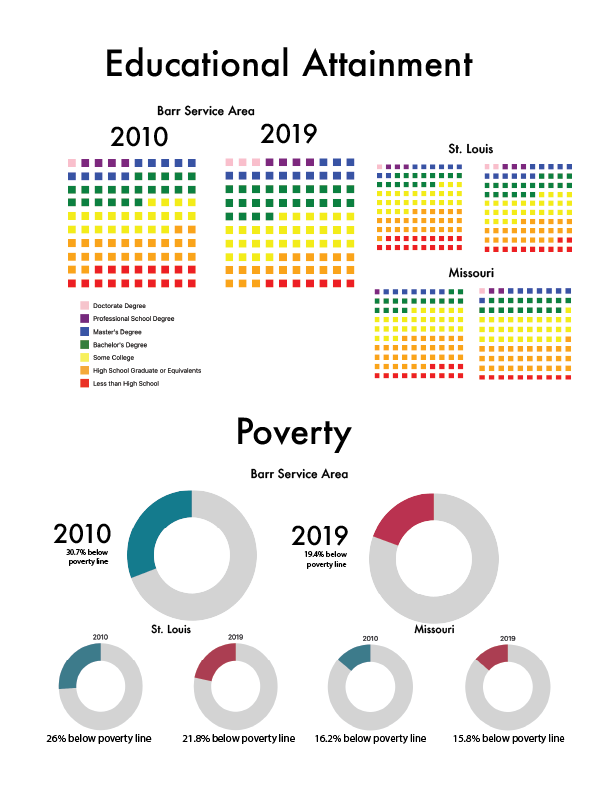 Educational Attainment
Barr Service Area
2010
2019
St. Louis
Missouri
Doctorate Degree
Professional School Degree
Master's Degree
Bachelor's Degree
Some College
High School Graduate or Equivalents
Less than High School
Poverty
Barr Service Area
2010
30.7% below
poverty line
2019
19.4% below
poverty line
St. Louis
Missouri
2010
2019
2010
2019
26% below poverty line
21.8% below poverty line
16.2% below poverty line
15.8% below poverty line